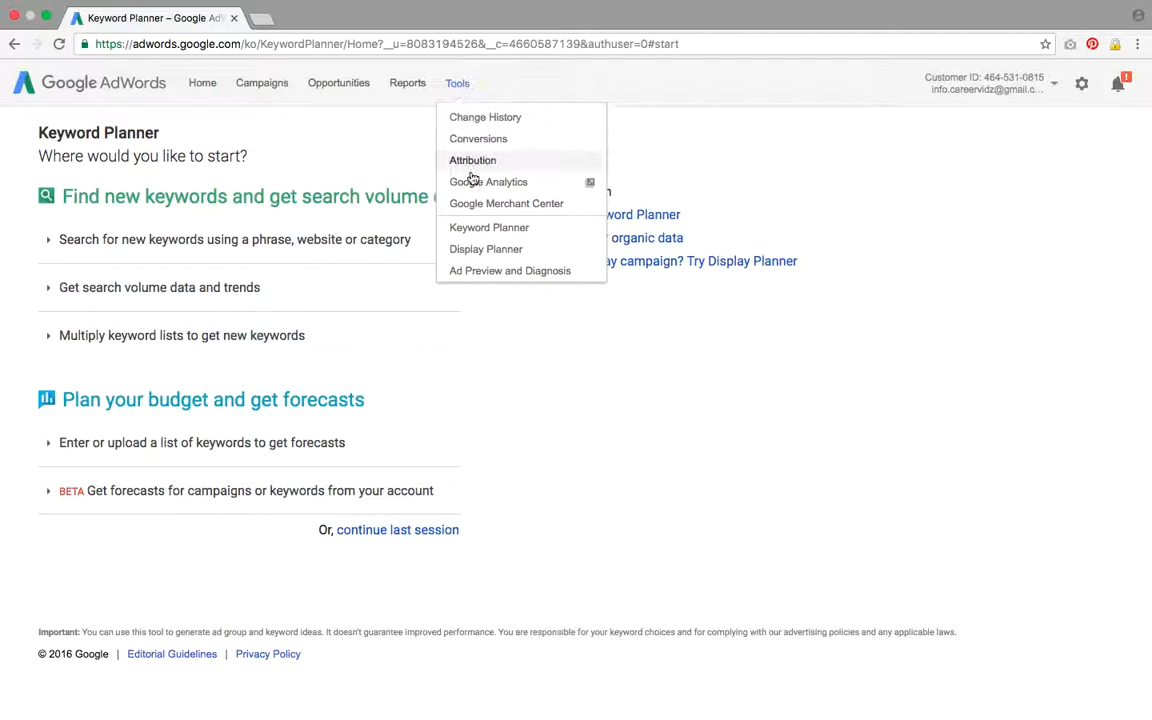 Keyword Planner – Google Ad
https://adwords.google.com/ko/KeywordPlanner/Home?__u=8083194526&__c=4660587139&authuser=0#start
Google AdWords
Home
Campaigns
Opportunities
Reports
Tools
Customer ID: 464-531-0815
info.careervidz@gmail.c...
!
Change History
Conversions
Attribution
Google Analytics
Google Merchant Center
Keyword Planner
Display Planner
Ad Preview and Diagnosis
Keyword Planner
Where would you like to start?
Find new keywords and get search volume
Search for new keywords using a phrase, website or category
Get search volume data and trends
Multiply keyword lists to get new keywords
word Planner
organic data
ay campaign? Try Display Planner
Plan your budget and get forecasts
Enter or upload a list of keywords to get forecasts
BETA Get forecasts for campaigns or keywords from your account
Or, continue last session
Important: You can use this tool to generate ad group and keyword ideas. It doesn't guarantee improved performance. You are responsible for your keyword choices and for complying with our advertising policies and any applicable laws.
© 2016 Google | Editorial Guidelines | Privacy Policy